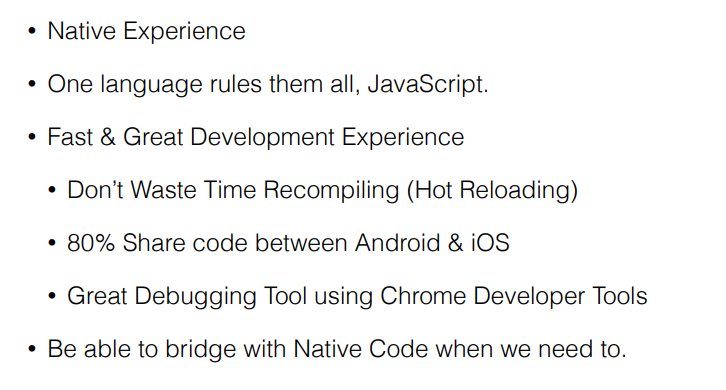 • Native Experience
• One language rules them all, JavaScript.
• Fast & Great Development Experience
• Don’t Waste Time Recompiling (Hot Reloading)
• 80% Share code between Android & iOS
• Great Debugging Tool using Chrome Developer Tools
• Be able to bridge with Native Code when we need to.